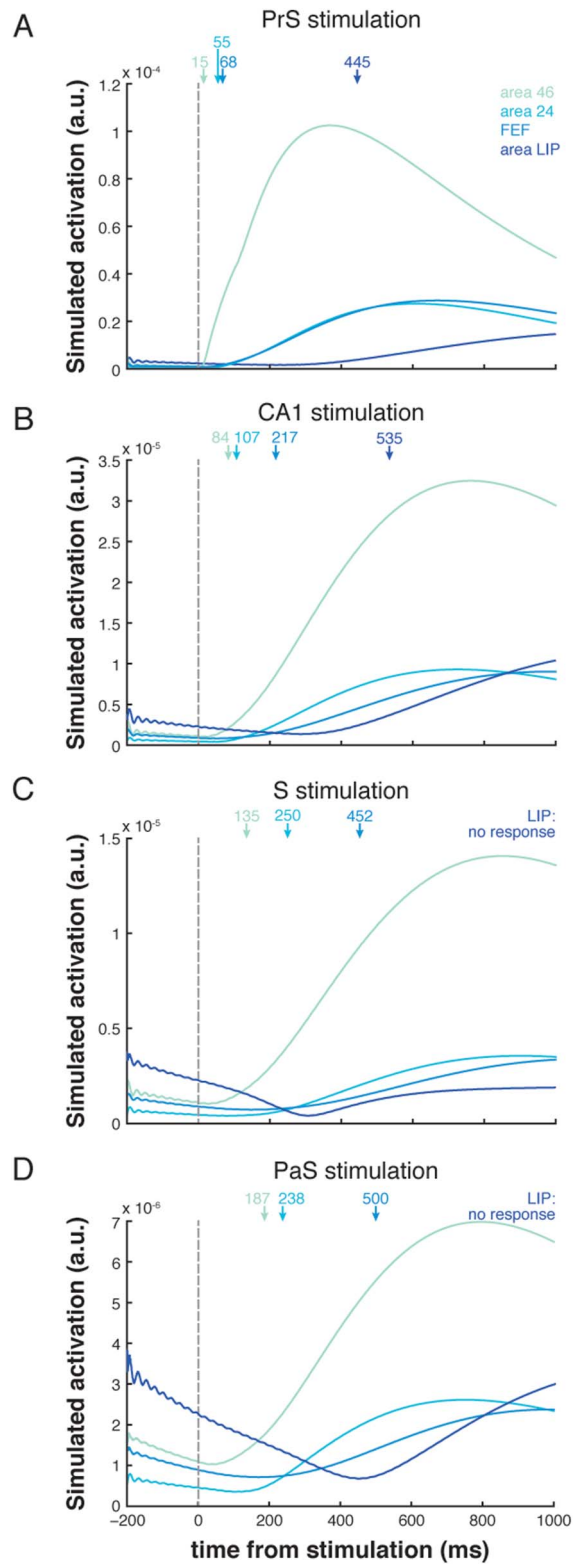 A
PrS stimulation
55
15 68 445
x 10-4
1.2
1
0.8
0.6
0.4
0.2
0
Simulated activation (a.u.)
area 46
area 24
FEF
area LIP
B
CA1 stimulation
84 107 217 535
x 10-5
3.5
3
2.5
2
1.5
1
0.5
0
Simulated activation (a.u.)
C
S stimulation
135 250 452
LIP:
no response
x 10-5
1.5
1
0.5
0
Simulated activation (a.u.)
D
PaS stimulation
187 238 500
LIP:
no response
x 10-6
7
6
5
4
3
2
1
0
Simulated activation (a.u.)
−200 0 200 400 600 800 1000
time from stimulation (ms)